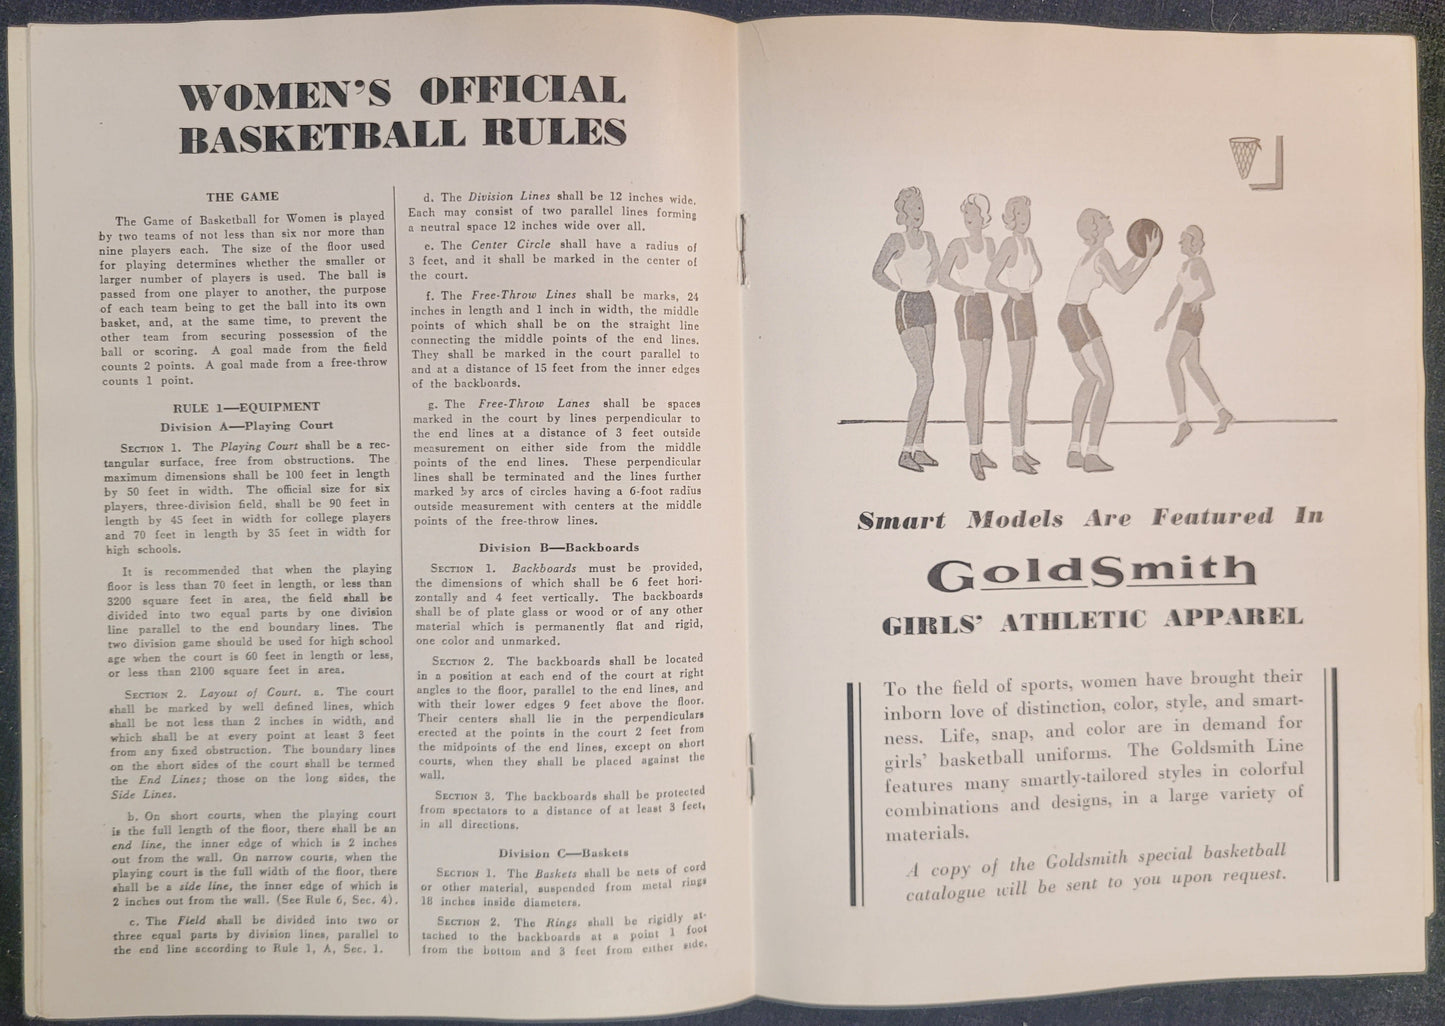 WOMEN'S OFFICIAL
BASKETBALL RULES
THE GAME
The Game of Basketball for Women is played
by two teams of not less than six nor more than
nine players each. The size of the floor used
for playing determines whether the smaller or
larger number of players is used. The ball is
passed from one player to another, the purpose
of each team being to get the ball into its own
basket, and, at the same time, to prevent the
other team from securing possession of the
ball or scoring. A goal made from the field
counts 2 points. A goal made from a free-throw
counts 1 point.
RULE 1—EQUIPMENT
Division A—Playing Court
SECTION 1. The Playing Court shall be a rec-
tangular surface, free from obstructions. The
maximum dimensions shall be 100 feet in length
by 50 feet in width. The official size for six
players, three-division field, shall be 90 feet in
length by 45 feet in width for college players
and 70 feet in length by 35 feet in width for
high schools.
It is recommended that when the playing
floor is less than 70 feet in length, or less than
3200 square feet in area, the field shall be
divided into two equal parts by one division
line parallel to the end boundary lines. The
two division game should be used for high school
age when the court is 60 feet in length or less,
or less than 2100 square feet in area.
SECTION 2. Layout of Court. a. The court
shall be marked by well defined lines, which
shall be not less than 2 inches in width, and
which shall be at every point at least 3 feet
from any fixed obstruction. The boundary lines
on the short sides of the court shall be termed
the End Lines; those on the long sides, the
Side Lines.
b. On short courts, when the playing court
is the full length of the floor, there shall be an
end line, the inner edge of which is 2 inches
out from the wall. On narrow courts, when the
playing court is the full width of the floor, there
shall be a side line, the inner edge of which is
2 inches out from the wall. (See Rule 6, Sec. 4).
c. The Field shall be divided into two or
three equal parts by division lines, parallel to
the end line according to Rule 1, A, Sec. 1.
d. The Division Lines shall be 12 inches wide.
Each may consist of two parallel lines forming
a neutral space 12 inches wide over all.
e. The Center Circle shall have a radius of
3 feet, and it shall be marked in the center of
the court.
f. The Free-Throw Lines shall be marks, 24
inches in length and 1 inch in width, the middle
points of which shall be on the straight line
connecting the middle points of the end lines.
They shall be marked in the court parallel to
and at a distance of 15 feet from the inner edges
of the backboards.
g. The Free-Throw Lanes shall be spaces
marked in the court by lines perpendicular to
the end lines at a distance of 3 feet outside
measurement on either side from the middle
points of the end lines. These perpendicular
lines shall be terminated and the lines further
marked by arcs of circles having a 6-foot radius
outside measurement with centers at the middle
points of the free-throw lines.
Division B—Backboards
SECTION 1. Backboards must be provided,
the dimensions of which shall be 6 feet hori-
zontally and 4 feet vertically. The backboards
shall be of plate glass or wood or of any other
material which is permanently flat and rigid,
one color and unmarked.
SECTION 2. The backboards shall be located
in a position at each end of the court at right
angles to the floor, parallel to the end lines, and
with their lower edges 9 feet above the floor.
Their centers shall lie in the perpendiculars
erected at the points in the court 2 feet from
the midpoints of the end lines, except on short
courts, when they shall be placed against the
wall.
SECTION 3. The backboards shall be protected
from spectators to a distance of at least 3 feet,
in all directions.
Division C—Baskets
SECTION 1. The Baskets shall be nets of cord
or other material, suspended from metal rings
18 inches inside diameters.
SECTION 2. The Rings shall be rigidly at-
tached to the backboards at a point 1 foot
from the bottom and 3 feet from either side.
Smart Models Are Featured In
GoldSmith
GIRLS' ATHLETIC APPAREL
To the field of sports, women have brought their
inborn love of distinction, color, style, and smart-
ness. Life, snap, and color are in demand for
girls' basketball uniforms. The Goldsmith Line
features many smartly-tailored styles in colorful
combinations and designs, in a large variety of
materials.
A copy of the Goldsmith special basketball
catalogue will be sent to you upon request.